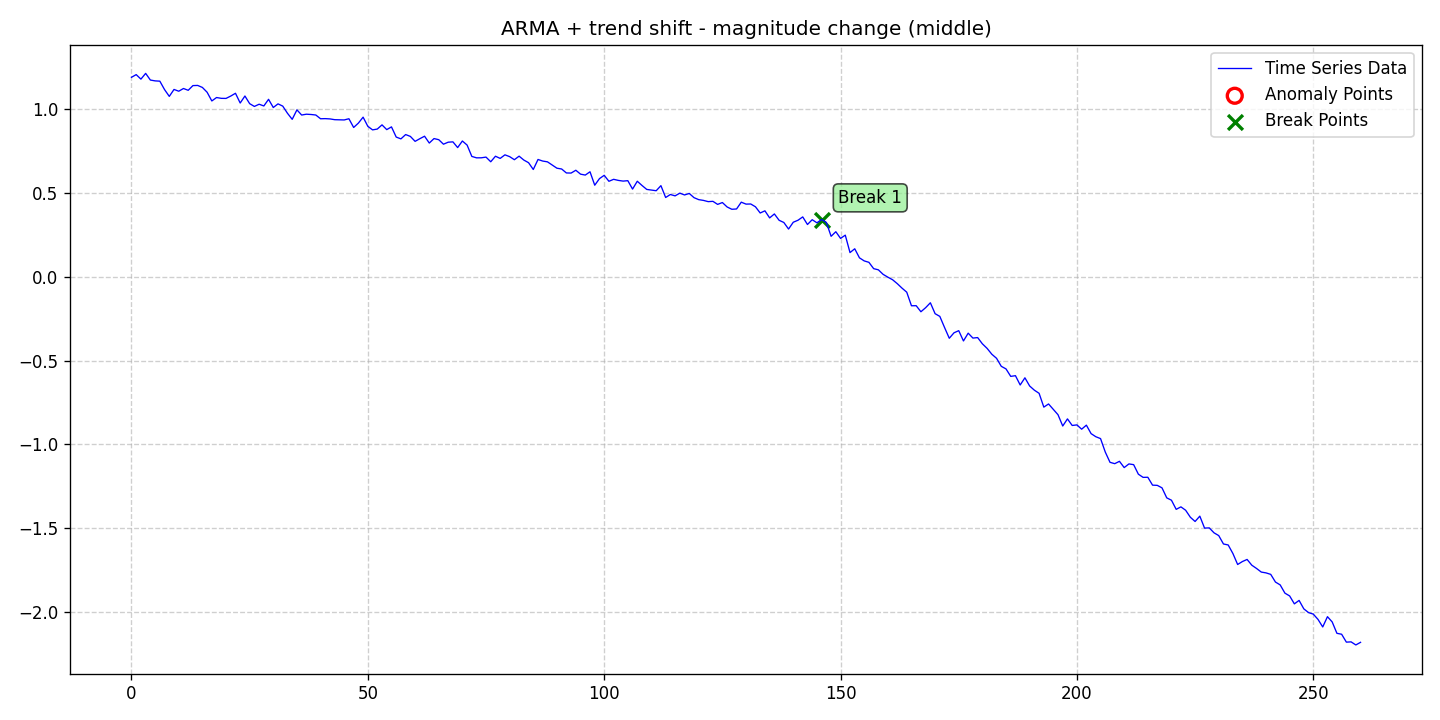 ARMA + trend shift - magnitude change (middle)
Time Series Data
Anomaly Points
Break Points
Break 1
1.0
0.5
0.0
−0.5
−1.0
−1.5
−2.0
0
50
100
150
200
250